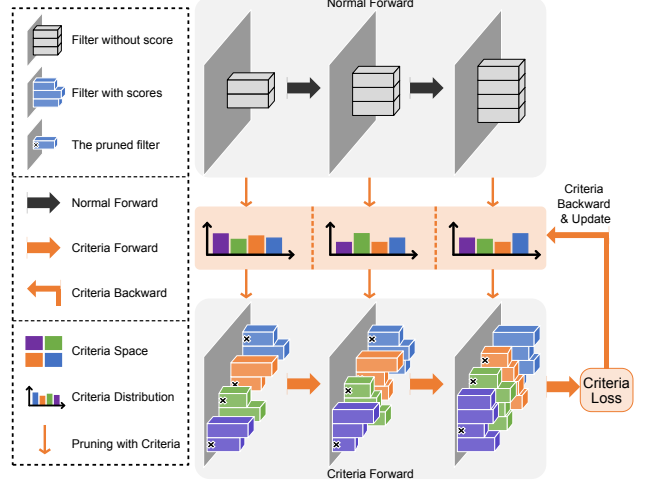 Normal Forward
Filter without score
Filter with scores
The pruned filter
Normal Forward
Criteria Forward
Criteria Backward
Criteria Space
Criteria Distribution
Pruning with Criteria
Criteria
Backward
& Update
Criteria
Loss
Criteria Forward